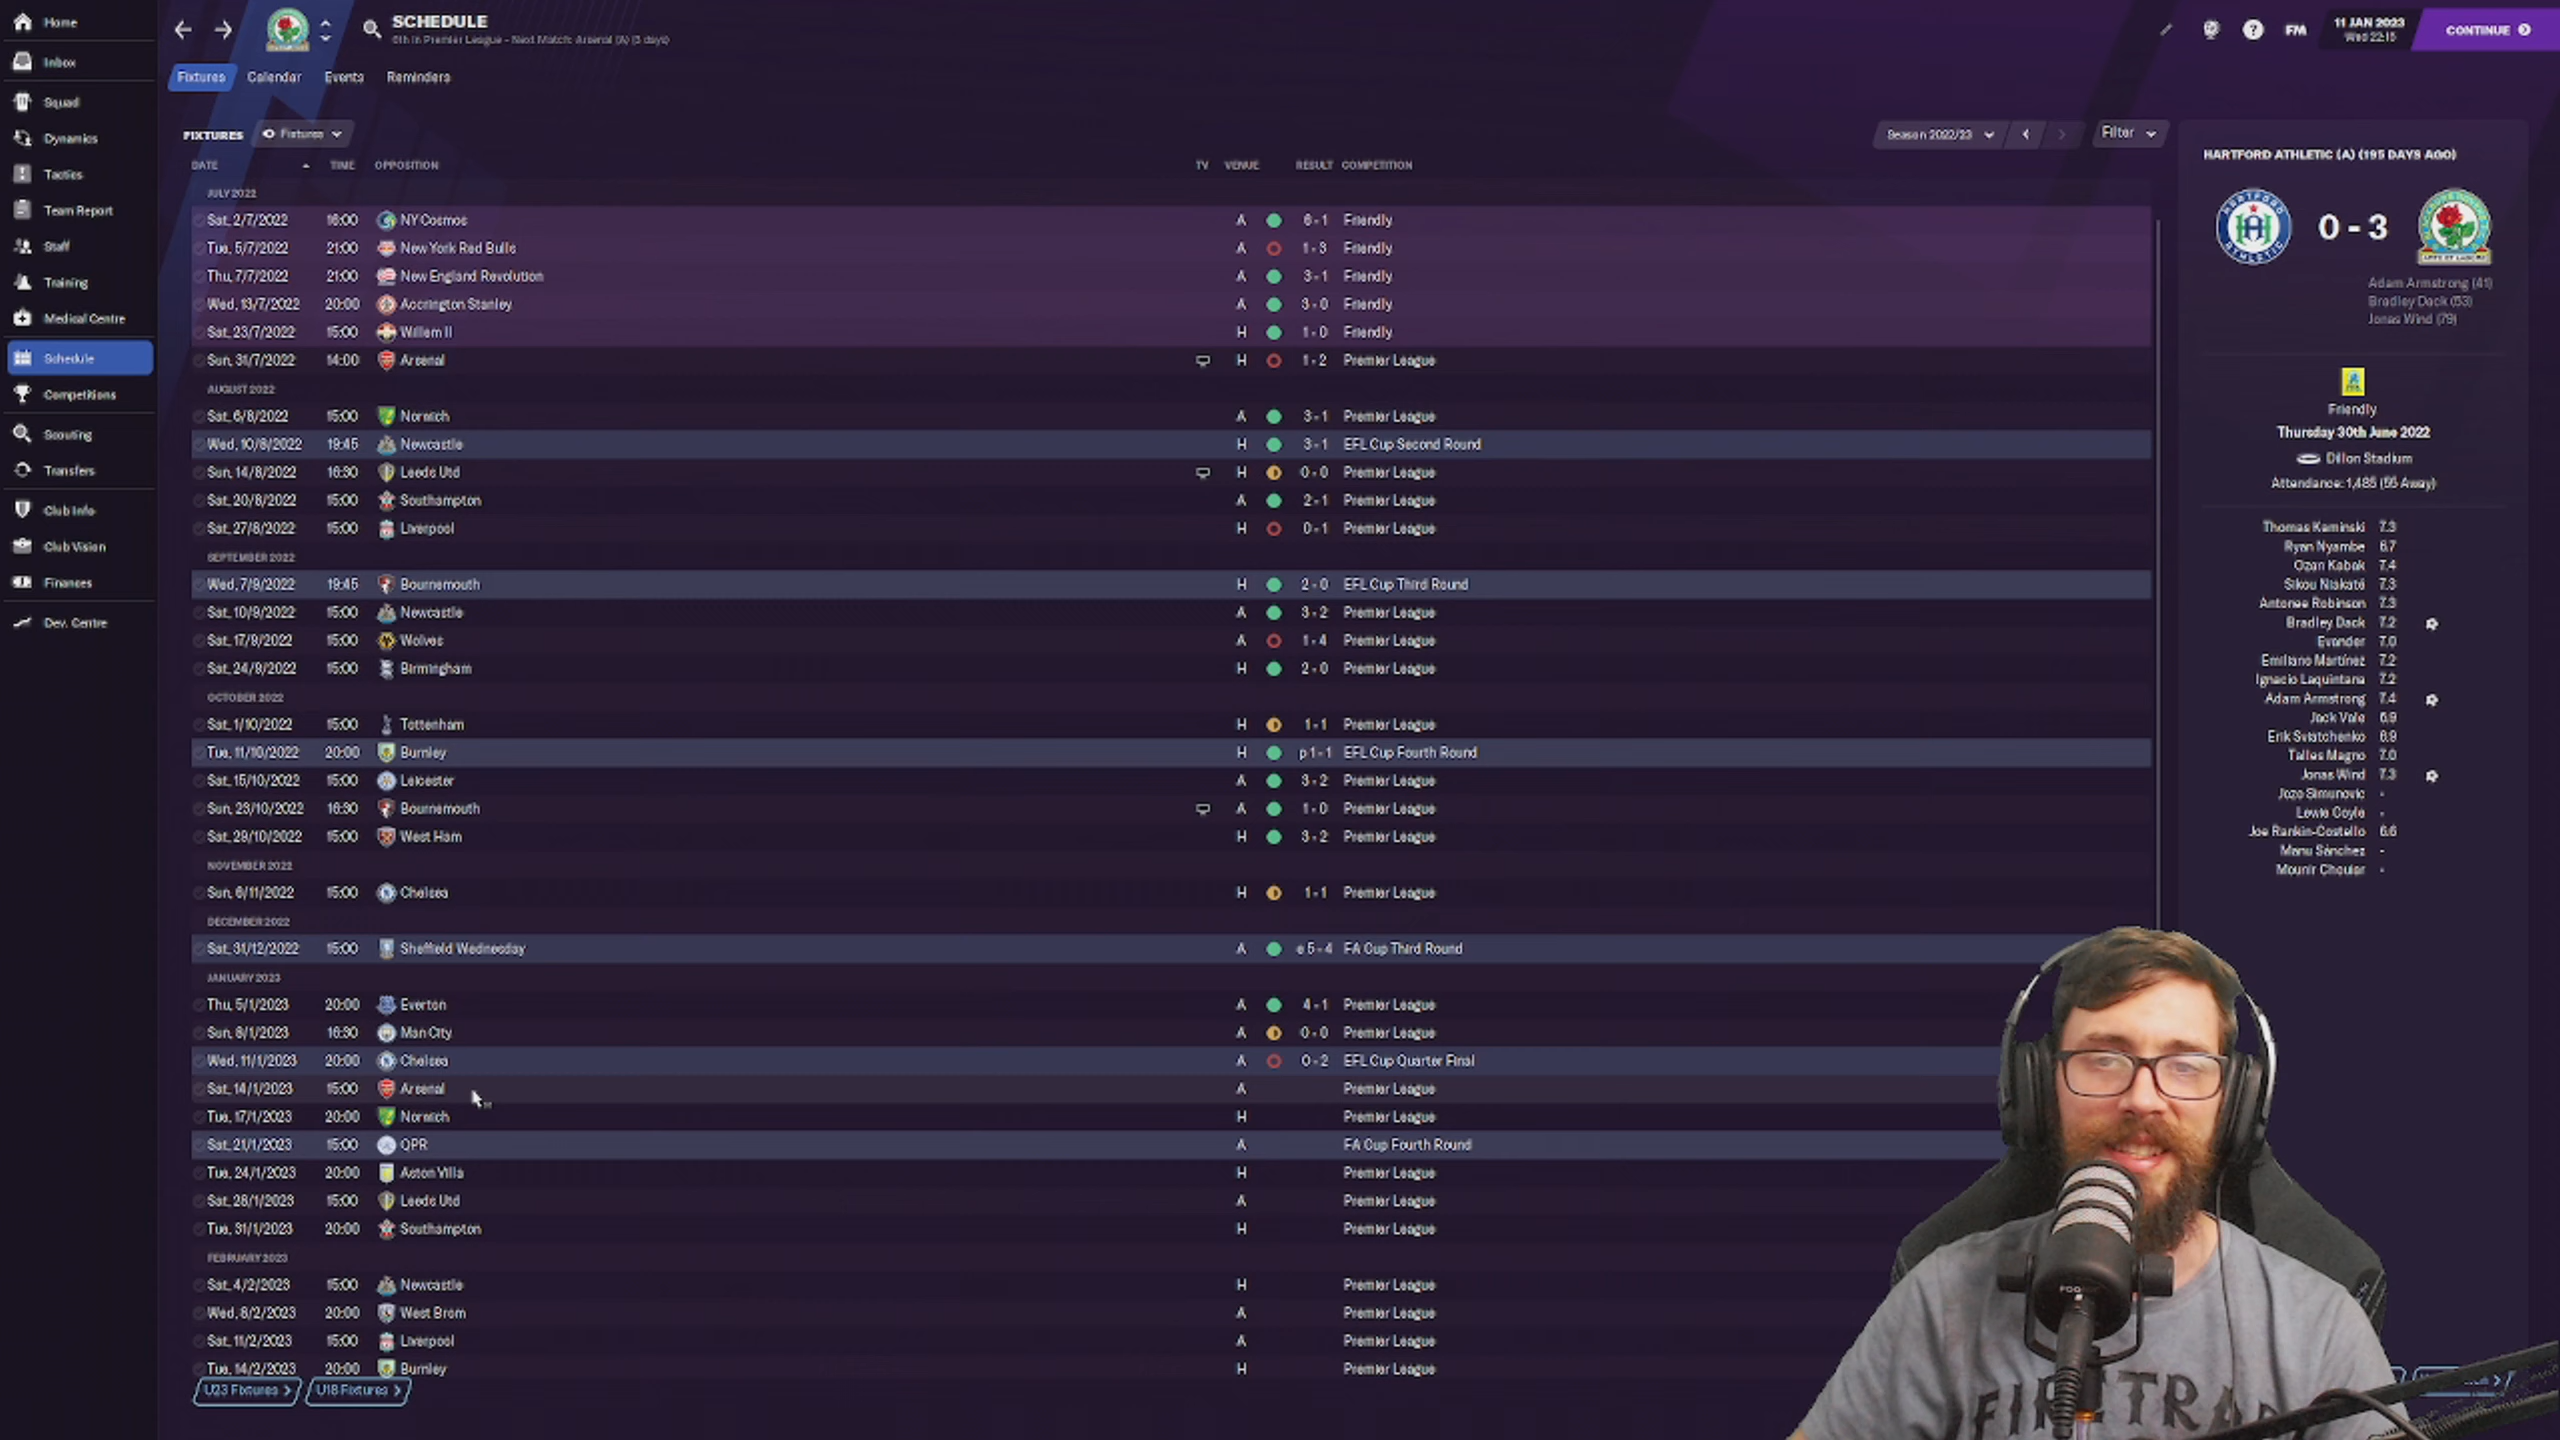 Home
Inbox
Squad
Dynamics
Tactics
Team Report
Staff
Training
Medical Centre
Schedule
Competitions
Scouting
Transfers
Club Info
Club Vision
Finances
Dev. Centre
SCHEDULE
6th in Premier League - Next Match: Arsenal (A) (3 days)
FM
11 JAN 2023
Wed 22:15
CONTINUE
Fixtures Calendar Events Reminders
FIXTURES Fixtures
Season 2022/23 Filter
DATE TIME OPPOSITION TV VENUE RESULT COMPETITION
JULY 2022
Sat, 2/7/2022 16:00 NY Cosmos A 6 - 1 Friendly
Tue, 5/7/2022 21:00 New York Red Bulls A 1 - 3 Friendly
Thu, 7/7/2022 21:00 New England Revolution A 3 - 1 Friendly
Wed, 13/7/2022 20:00 Accrington Stanley A 3 - 0 Friendly
Sat, 23/7/2022 15:00 Willem II H 1 - 0 Friendly
Sun, 31/7/2022 14:00 Arsenal H 1 - 2 Premier League
AUGUST 2022
Sat, 6/8/2022 15:00 Norwich A 3 - 1 Premier League
Wed, 10/8/2022 19:45 Newcastle H 3 - 1 EFL Cup Second Round
Sun, 14/8/2022 16:30 Leeds Utd H 0 - 0 Premier League
Sat, 20/8/2022 15:00 Southampton A 2 - 1 Premier League
Sat, 27/8/2022 15:00 Liverpool H 0 - 1 Premier League
SEPTEMBER 2022
Wed, 7/9/2022 19:45 Bournemouth H 2 - 0 EFL Cup Third Round
Sat, 10/9/2022 15:00 Newcastle A 3 - 2 Premier League
Sat, 17/9/2022 15:00 Wolves A 1 - 4 Premier League
Sat, 24/9/2022 15:00 Birmingham H 2 - 0 Premier League
OCTOBER 2022
Sat, 1/10/2022 15:00 Tottenham H 1 - 1 Premier League
Tue, 11/10/2022 20:00 Burnley H p 1 - 1 EFL Cup Fourth Round
Sat, 15/10/2022 15:00 Leicester A 3 - 2 Premier League
Sun, 23/10/2022 16:30 Bournemouth A 1 - 0 Premier League
Sat, 29/10/2022 15:00 West Ham H 3 - 2 Premier League
NOVEMBER 2022
Sun, 6/11/2022 15:00 Chelsea H 1 - 1 Premier League
DECEMBER 2022
Sat, 31/12/2022 15:00 Sheffield Wednesday A e 5 - 4 FA Cup Third Round
JANUARY 2023
Thu, 5/1/2023 20:00 Everton A 4 - 1 Premier League
Sun, 8/1/2023 16:30 Man City A 0 - 0 Premier League
Wed, 11/1/2023 20:00 Chelsea A 0 - 2 EFL Cup Quarter Final
Sat, 14/1/2023 15:00 Arsenal A Premier League
Tue, 17/1/2023 20:00 Norwich H Premier League
Sat, 21/1/2023 15:00 QPR A FA Cup Fourth Round
Tue, 24/1/2023 20:00 Aston Villa H Premier League
Sat, 28/1/2023 15:00 Leeds Utd A Premier League
Tue, 31/1/2023 20:00 Southampton H Premier League
FEBRUARY 2023
Sat, 4/2/2023 15:00 Newcastle H Premier League
Wed, 8/2/2023 20:00 West Brom A Premier League
Sat, 11/2/2023 15:00 Liverpool A Premier League
Tue, 14/2/2023 20:00 Burnley H Premier League
U23 Fixtures > U18 Fixtures >
HARTFORD ATHLETIC (A) (195 DAYS AGO)
0 - 3
Adam Armstrong (41)
Bradley Dack (53)
Jonas Wind (79)
Friendly
Thursday 30th June 2022
Dillon Stadium
Attendance: 1,485 (55 Away)
Thomas Kaminski 7.3
Ryan Nyambe 6.7
Ozan Kabak 7.4
Sikou Niakaté 7.3
Antonee Robinson 7.3
Bradley Dack 7.2
Evander 7.0
Emiliano Martínez 7.2
Ignacio Laquintana 7.2
Adam Armstrong 7.4
Jack Vale 6.9
Erik Sviatchenko 6.9
Talles Magno 7.0
Jonas Wind 7.3
Jozo Simunovic -
Lewie Coyle -
Joe Rankin-Costello 6.6
Manu Sánchez -
Mounir Chouiar -